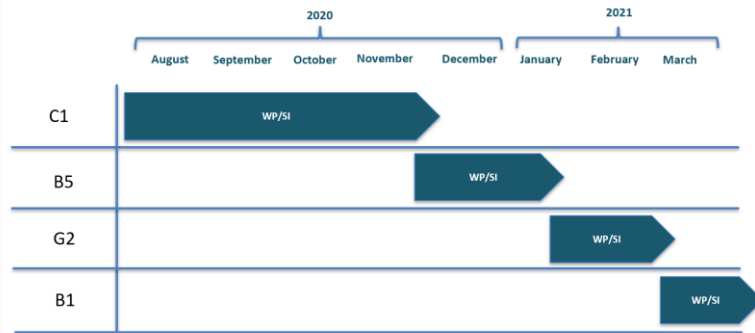 2020
2021
August September October November December January February March
C1 WP/SI
B5 WP/SI
G2 WP/SI
B1 WP/SI